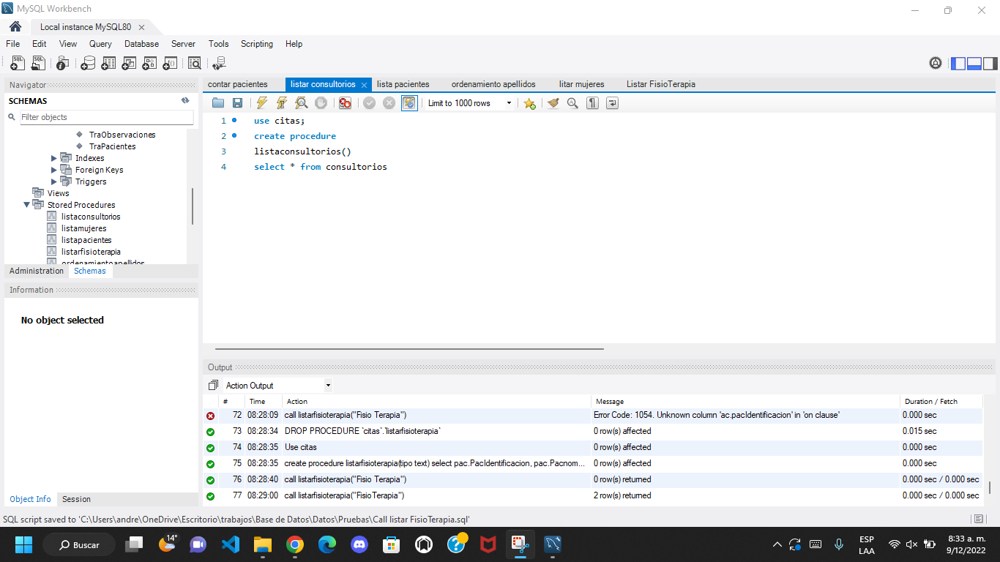 MySQL Workbench
Local instance MySQL80
File Edit View Query Database Server Tools Scripting Help
Navigator
SCHEMAS
Filter objects
TraObservaciones
TraPacientes
Indexes
Foreign Keys
Triggers
Views
Stored Procedures
listaconsultorios
listamujeres
listapacientes
listarfisioterapia
ordenamientoapellidos
Administration Schemas
Information
No object selected
Object Info Session
contar pacientes listar consultorios lista pacientes ordenamiento apellidos litar mujeres Listar FisioTerapia
Limit to 1000 rows
1 use citas;
2 create procedure
3 listaconsultorios()
4 select * from consultorios
Output
Action Output
# Time Action Message Duration / Fetch
72 08:28:09 call listarfisioterapia("Fisio Terapia") Error Code: 1054. Unknown column 'ac.pacIdentificacion' in 'on clause' 0.000 sec
73 08:28:34 DROP PROCEDURE `citas`.`listarfisioterapia` 0 row(s) affected 0.015 sec
74 08:28:35 Use citas 0 row(s) affected 0.000 sec
75 08:28:35 create procedure listarfisioterapia(tipo text) select pac.PacIdentificacion, pac.Pacnom... 0 row(s) affected 0.000 sec
76 08:28:40 call listarfisioterapia("Fisio Terapia") 0 row(s) returned 0.000 sec / 0.000 sec
77 08:29:00 call listarfisioterapia("FisioTerapia") 2 row(s) returned 0.000 sec / 0.000 sec
SQL script saved to 'C:\Users\andre\OneDrive\Escritorio\trabajos\Base de Datos\Datos\Pruebas\Call listar FisioTerapia.sql'
Buscar
14°
ESP
LAA
8:33 a. m.
9/12/2022